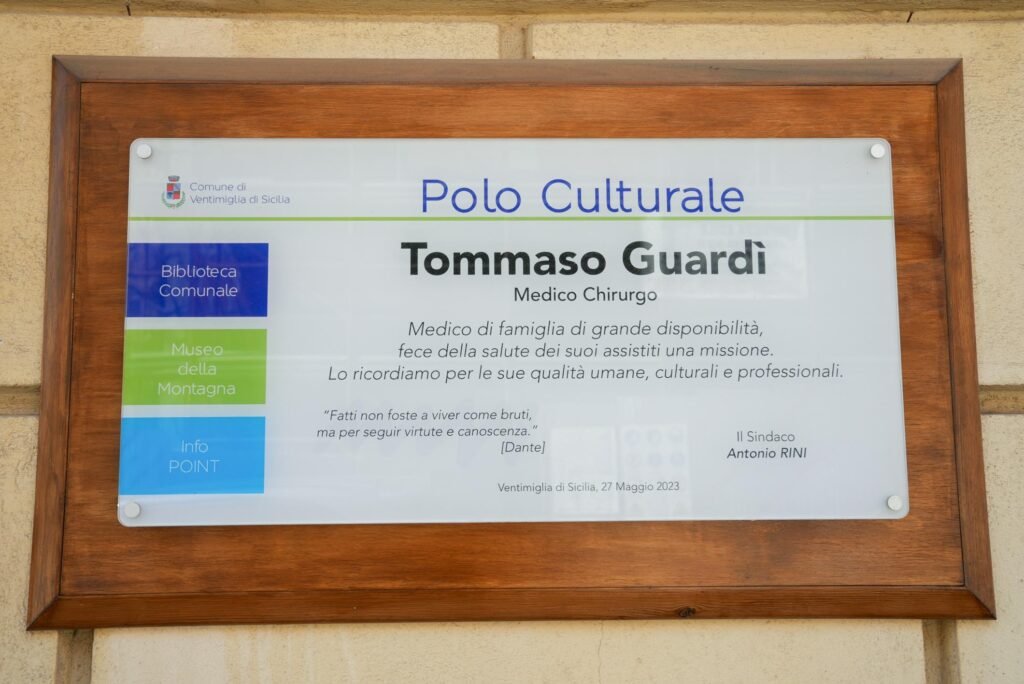 Comune di
Ventimiglia di Sicilia
Polo Culturale
Biblioteca
Comunale
Museo
della
Montagna
Info
POINT
Tommaso Guardì
Medico Chirurgo
Medico di famiglia di grande disponibilità,
fece della salute dei suoi assistiti una missione.
Lo ricordiamo per le sue qualità umane, culturali e professionali.
"Fatti non foste a viver come bruti,
ma per seguir virtute e canoscenza."
[Dante]
Il Sindaco
Antonio RINI
Ventimiglia di Sicilia, 27 Maggio 2023